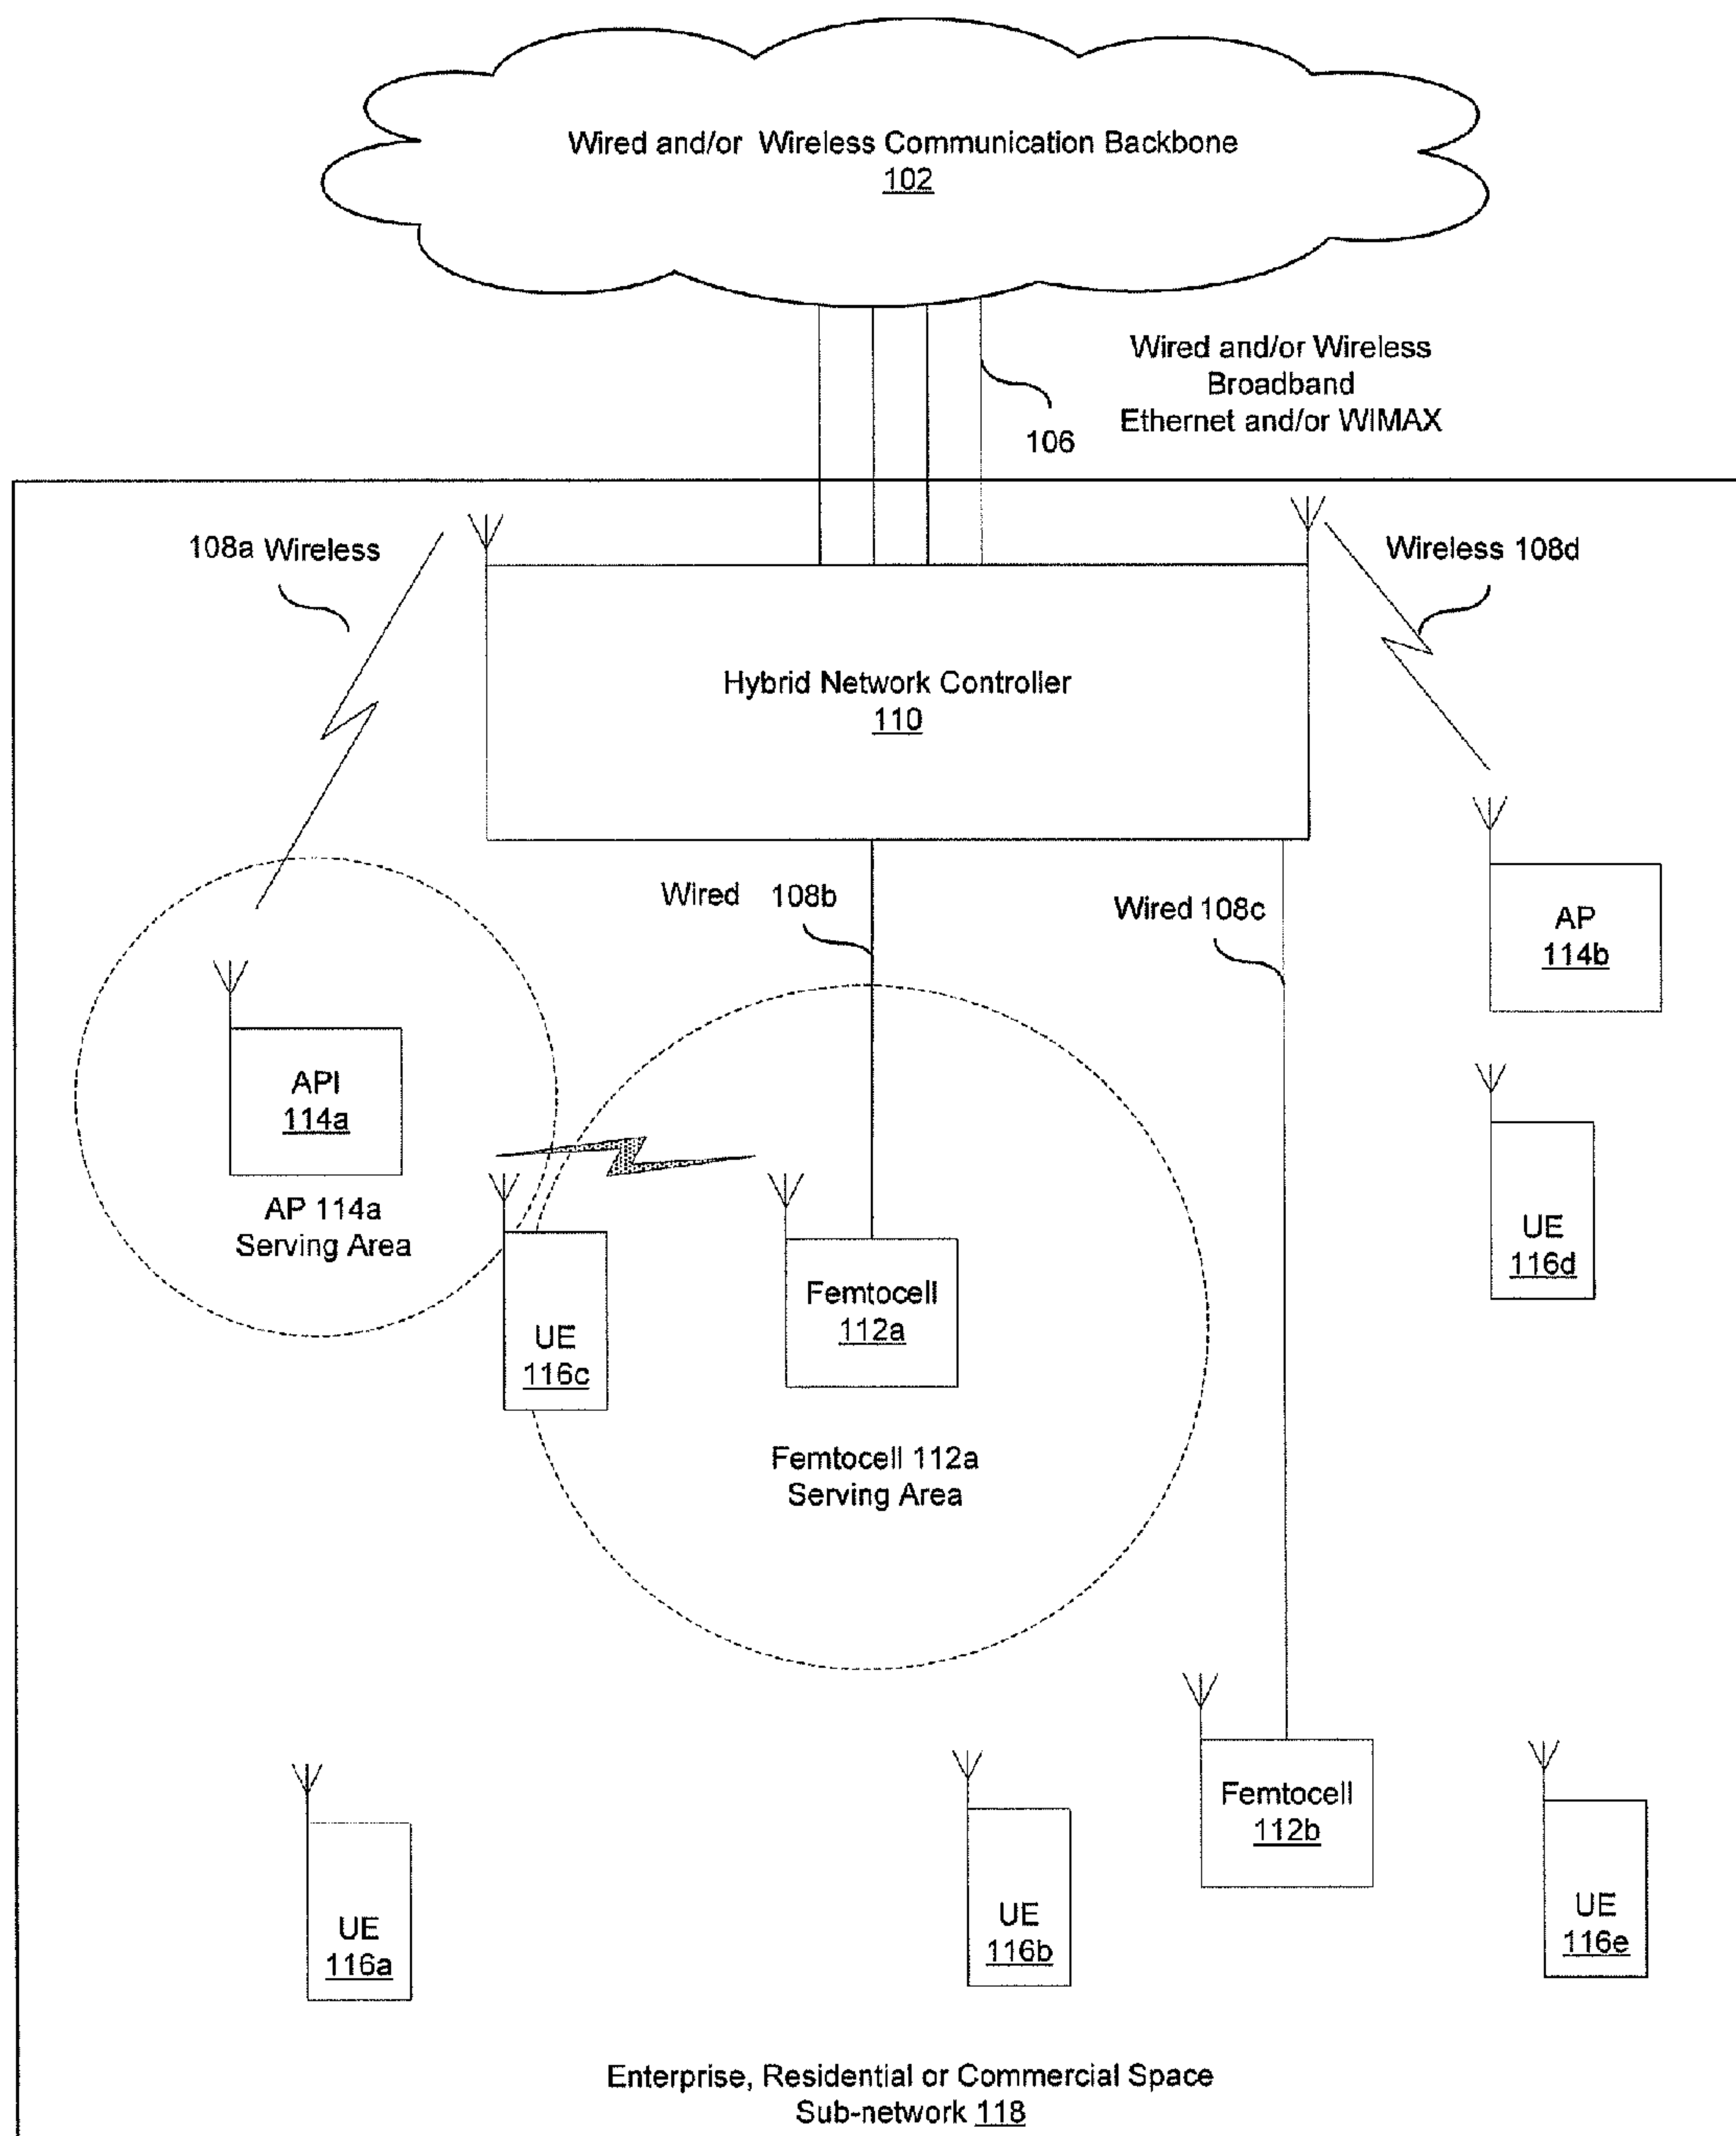 Wired and/or Wireless Communication Backbone
102
Wired and/or Wireless
Broadband
Ethernet and/or WIMAX
106
108a Wireless
Wireless 108d
Hybrid Network Controller
110
Wired 108b
Wired 108c
AP
114b
API
114a
AP 114a
Serving Area
UE
116d
Femtocell
112a
UE
116c
Femtocell 112a
Serving Area
Femtocell
112b
UE
116a
UE
116b
UE
116e
Enterprise, Residential or Commercial Space
Sub-network 118